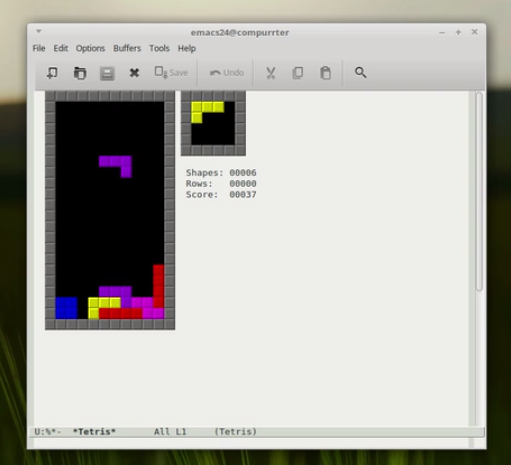 emacs24@compurrter
File Edit Options Buffers Tools Help
Save Undo
Shapes: 00006
Rows: 00000
Score: 00037
U:%*- *Tetris* All L1 (Tetris)